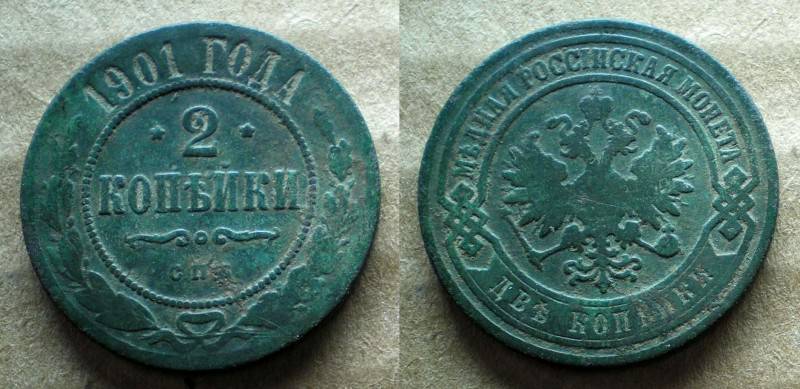 1901 ГОДА
2
КОПѢЙКИ
СПБ
МѢДНАЯ РОССІЙСКАЯ МОНЕТА
ДВѢ КОПѢЙКИ